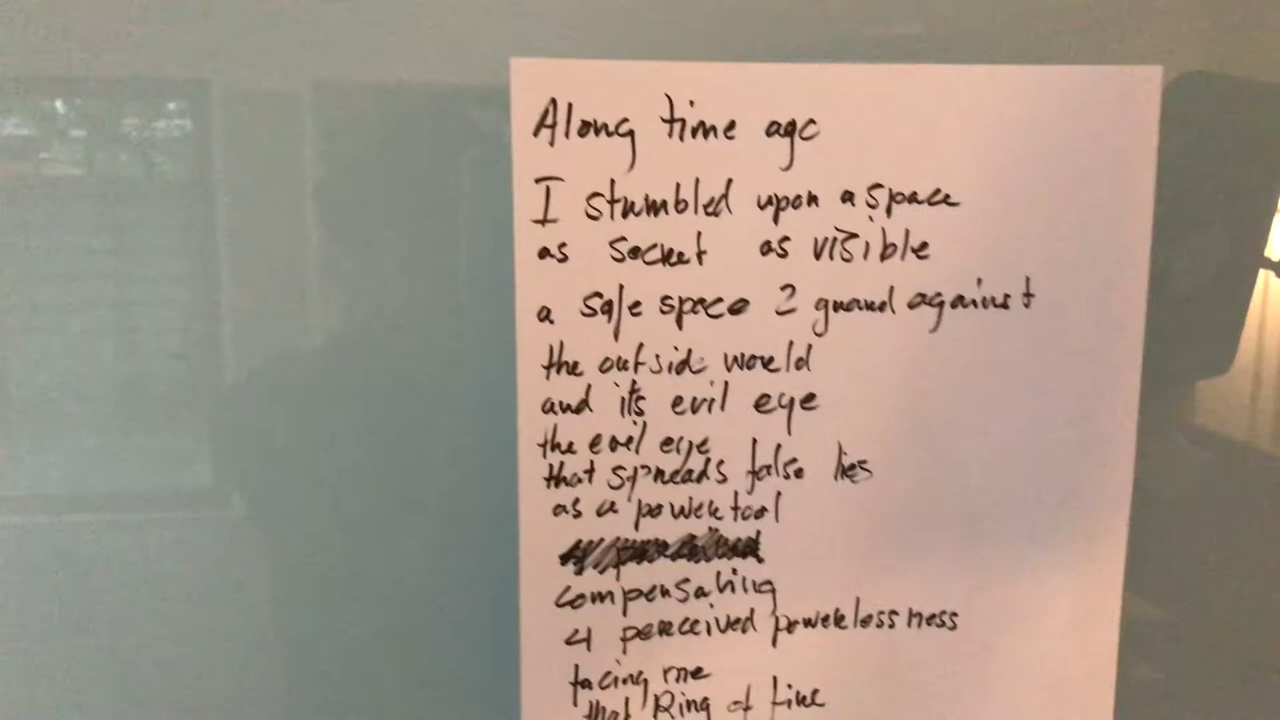 Along time ago
I stumbled upon a space
as secret as visible
a safe space 2 guard against
the outside world
and its evil eye
the evil eye
that spreads false lies
as a power tool
compensating
4 perceived powerlessness
facing me
that Ring of fire